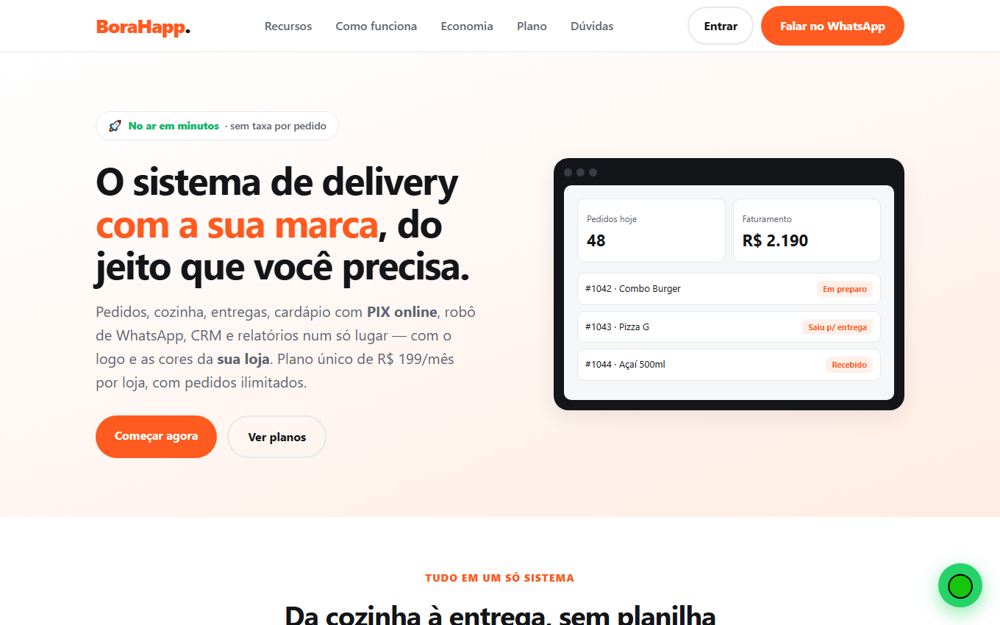 BoraHapp.
Recursos
Como funciona
Economia
Plano
Dúvidas
Entrar
Falar no WhatsApp
No ar em minutos · sem taxa por pedido
O sistema de delivery
com a sua marca, do
jeito que você precisa.
Pedidos, cozinha, entregas, cardápio com PIX online, robô
de WhatsApp, CRM e relatórios num só lugar — com o
logo e as cores da sua loja. Plano único de R$ 199/mês
por loja, com pedidos ilimitados.
Começar agora
Ver planos
Pedidos hoje
48
Faturamento
R$ 2.190
#1042 · Combo Burger
Em preparo
#1043 · Pizza G
Saiu p/ entrega
#1044 · Açaí 500ml
Recebido
TUDO EM UM SÓ SISTEMA
Da cozinha à entrega, sem planilha